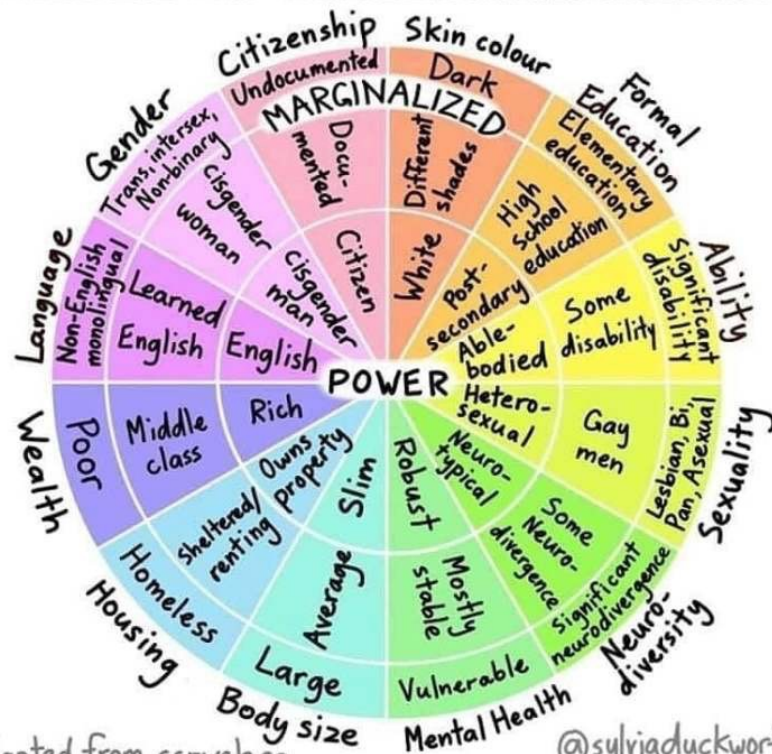 Citizenship
Undocumented
Docu-
mented
Citizen
Skin colour
Dark
Different
shades
White
Formal
Education
Elementary
education
High
School
education
Post-
secondary
Ability
Significant
disability
Some
disability
Able-
bodied
Sexuality
Lesbian, Bi,
Pan, Asexual
Gay
men
Hetero-
sexual
Neuro-
diversity
Significant
neurodivergence
Some
Neuro-
divergence
Neuro-
typical
Mental Health
Vulnerable
Mostly
stable
Robust
Body size
Large
Average
Slim
Housing
Homeless
Sheltered/
renting
Owns
property
Wealth
Poor
Middle
class
Rich
Language
Non-English
monolingual
Learned
English
English
Gender
Trans, intersex,
Non-binary
cisgender
woman
cisgender
man
MARGINALIZED
POWER